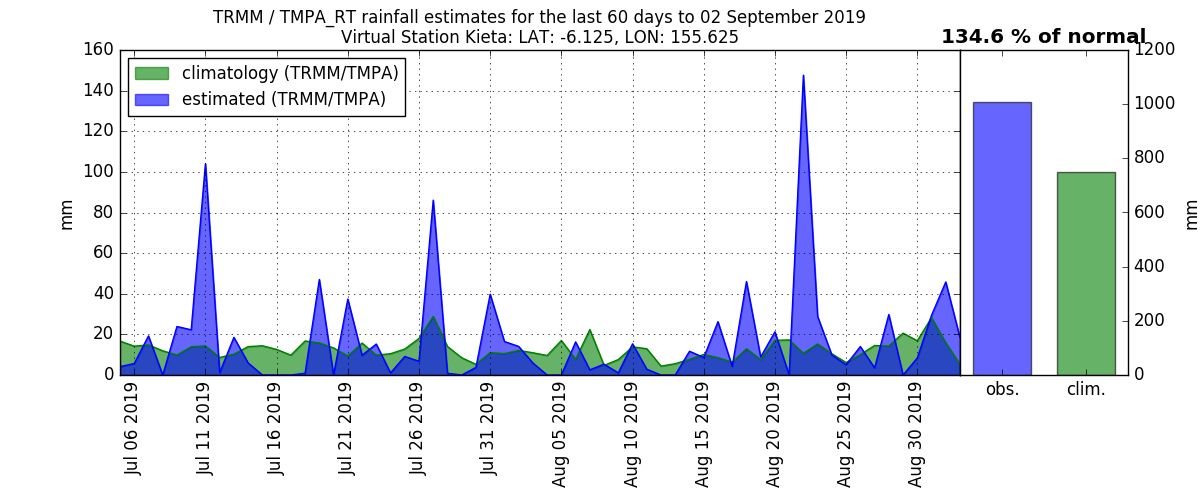 TRMM / TMPA_RT rainfall estimates for the last 60 days to 02 September 2019
Virtual Station Kieta: LAT: -6.125, LON: 155.625
134.6 % of normal
climatology (TRMM/TMPA)
estimated (TRMM/TMPA)
mm
160
140
120
100
80
60
40
20
0
Jul 06 2019
Jul 11 2019
Jul 16 2019
Jul 21 2019
Jul 26 2019
Jul 31 2019
Aug 05 2019
Aug 10 2019
Aug 15 2019
Aug 20 2019
Aug 25 2019
Aug 30 2019
obs.
clim.
1200
1000
800
600
400
200
0
mm